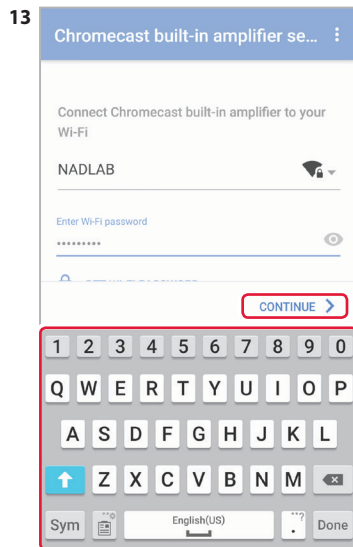 13
Chromecast built-in amplifier se...
Connect Chromecast built-in amplifier to your
Wi-Fi
NADLAB
Enter Wi-Fi password
•••••••••
CONTINUE
1 2 3 4 5 6 7 8 9 0
Q W E R T Y U I O P
A S D F G H J K L
Z X C V B N M
Sym English(US) . Done